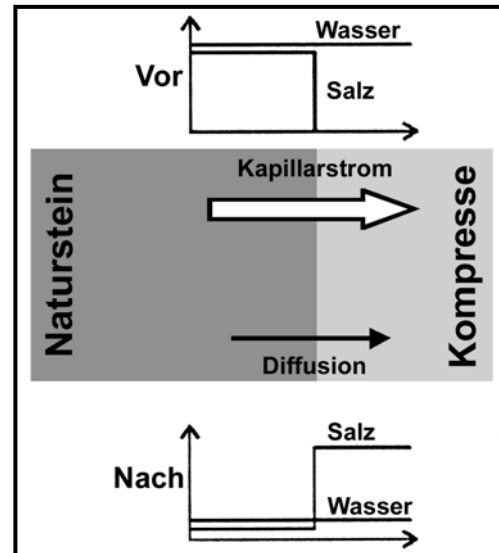 Wasser
Vor
Salz
Naturstein
Kapillarstrom
Kompresse
Diffusion
Salz
Nach
Wasser